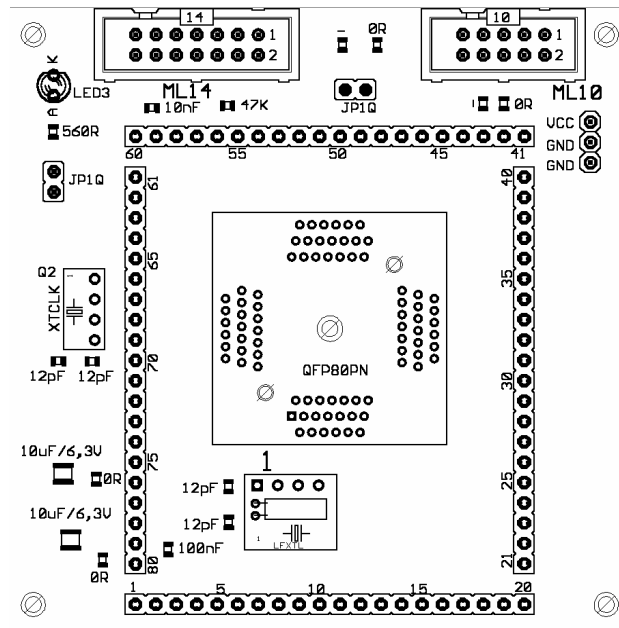 14
10
1
2
1
2
-
0R
K
LED3
A
ML14
10nF
47K
JP1Q
-
0R
ML10
560R
VCC
GND
GND
60
55
50
45
41
JP1Q
61
40
Q2
XTCLK
65
35
12pF
12pF
70
QFP80PN
30
10uF/6,3V
0R
75
1
12pF
25
10uF/6,3V
12pF
1
LFXTL
100nF
0R
80
21
1
5
10
15
20